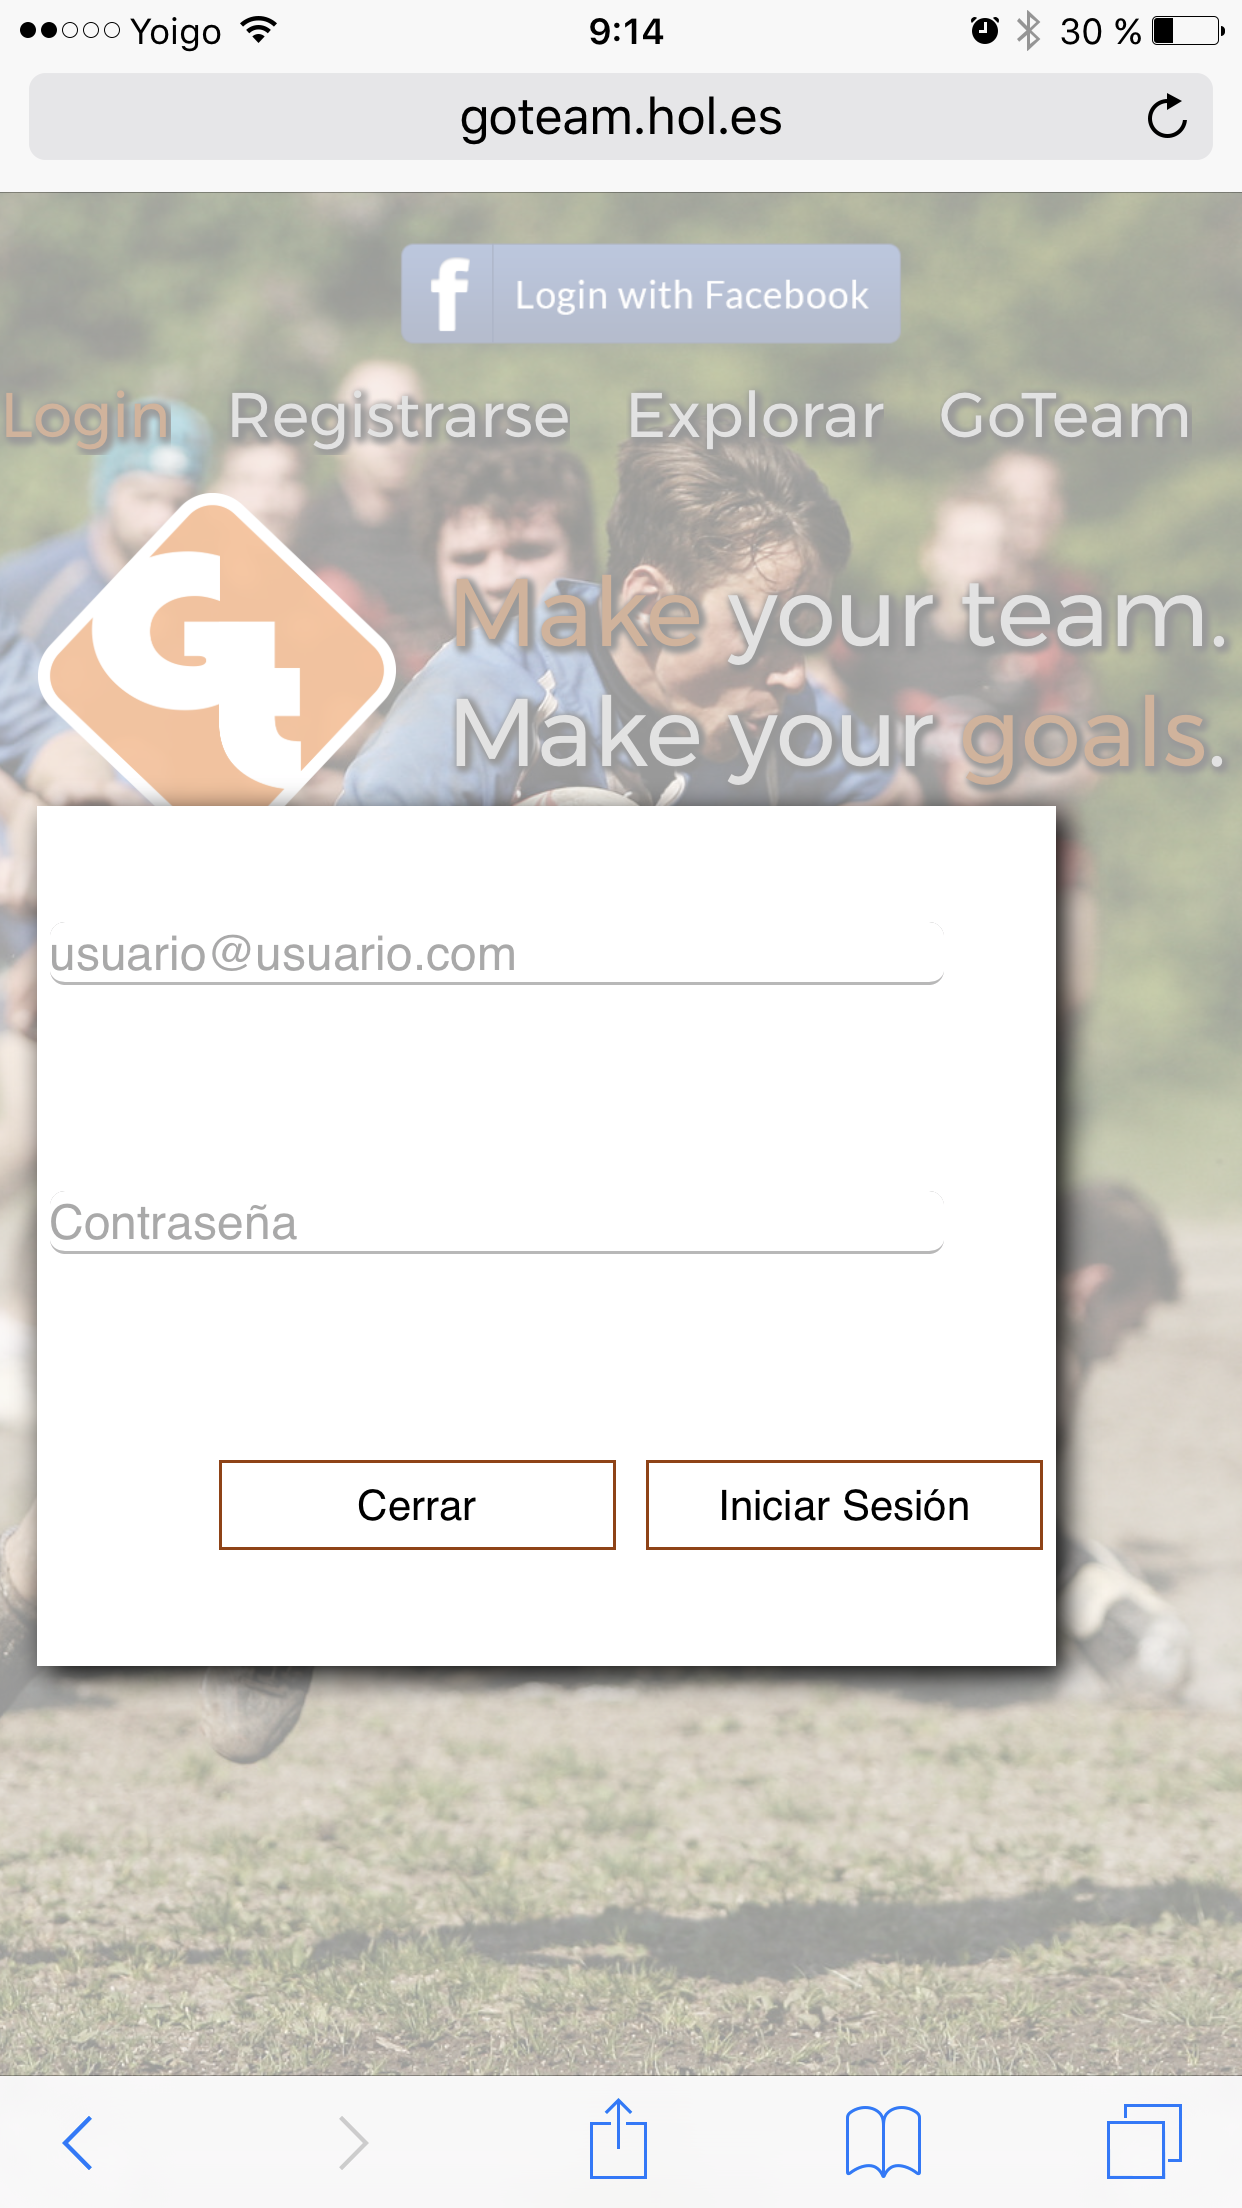 Yoigo 9:14 30 %
goteam.hol.es
f Login with Facebook
Login Registrarse Explorar GoTeam
Gt
Make your team.
Make your goals.
usuario@usuario.com
Contraseña
Cerrar Iniciar Sesión